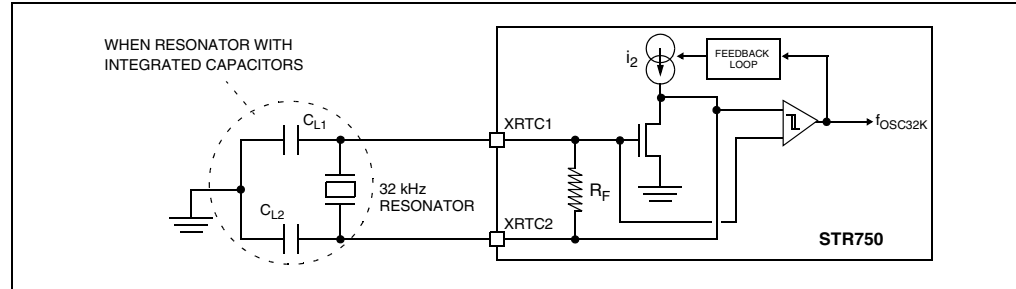 WHEN RESONATOR WITH
INTEGRATED CAPACITORS
i2
FEEDBACK
LOOP
CL1
XRTC1
fOSC32K
32 kHz
RESONATOR
RF
CL2
XRTC2
STR750